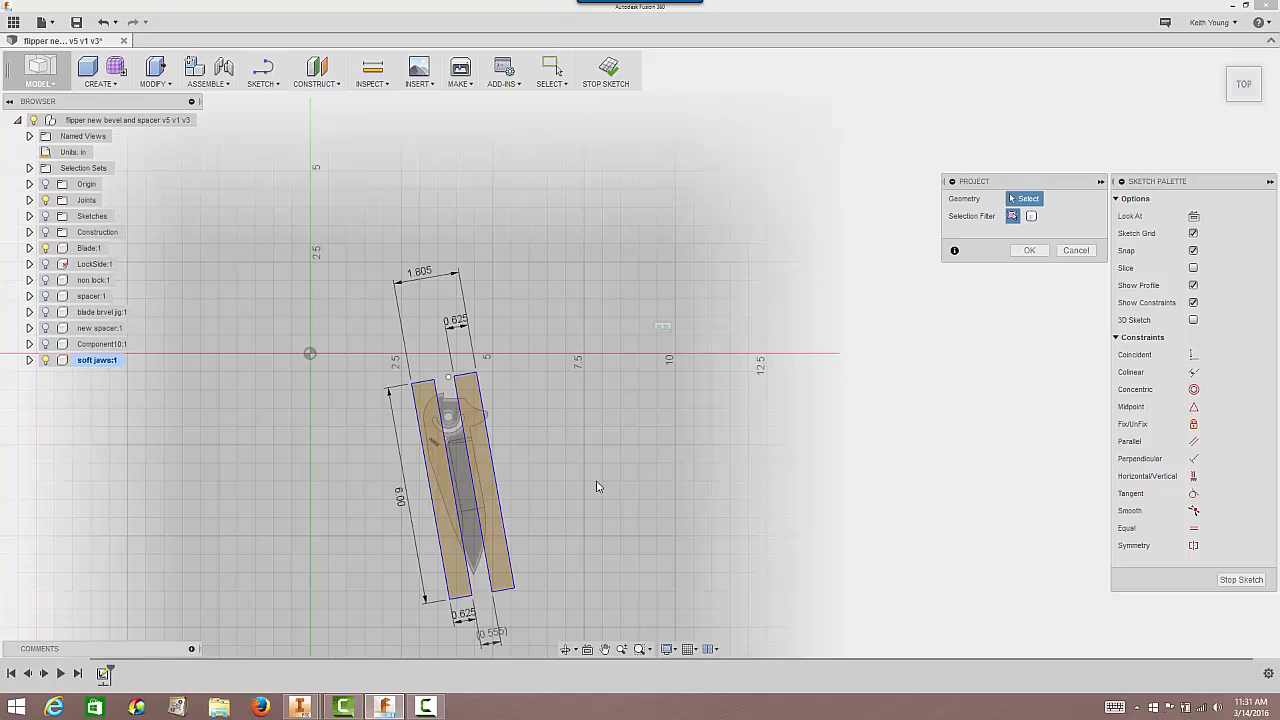 Autodesk Fusion 360
Keith Young
flipper ne... v5 v1 v3*
MODEL
CREATE
MODIFY
ASSEMBLE
SKETCH
CONSTRUCT
INSPECT
INSERT
MAKE
ADD-INS
SELECT
STOP SKETCH
TOP
BROWSER
flipper new bevel and spacer v5 v1 v3
Named Views
Units: in
Selection Sets
Origin
Joints
Sketches
Construction
Blade:1
LockSide:1
non lock:1
spacer:1
blade brvel jig:1
new spacer:1
Component10:1
soft jaws:1
5
2.5
2.5
5
7.5
10
12.5
1.805
0.625
6.00
0.625
(0.555)
PROJECT
Geometry
Select
Selection Filter
OK
Cancel
SKETCH PALETTE
Options
Look At
Sketch Grid
Snap
Slice
Show Profile
Show Constraints
3D Sketch
Constraints
Coincident
Colinear
Concentric
Midpoint
Fix/UnFix
Parallel
Perpendicular
Horizontal/Vertical
Tangent
Smooth
Equal
Symmetry
Stop Sketch
COMMENTS
11:31 AM
3/14/2016